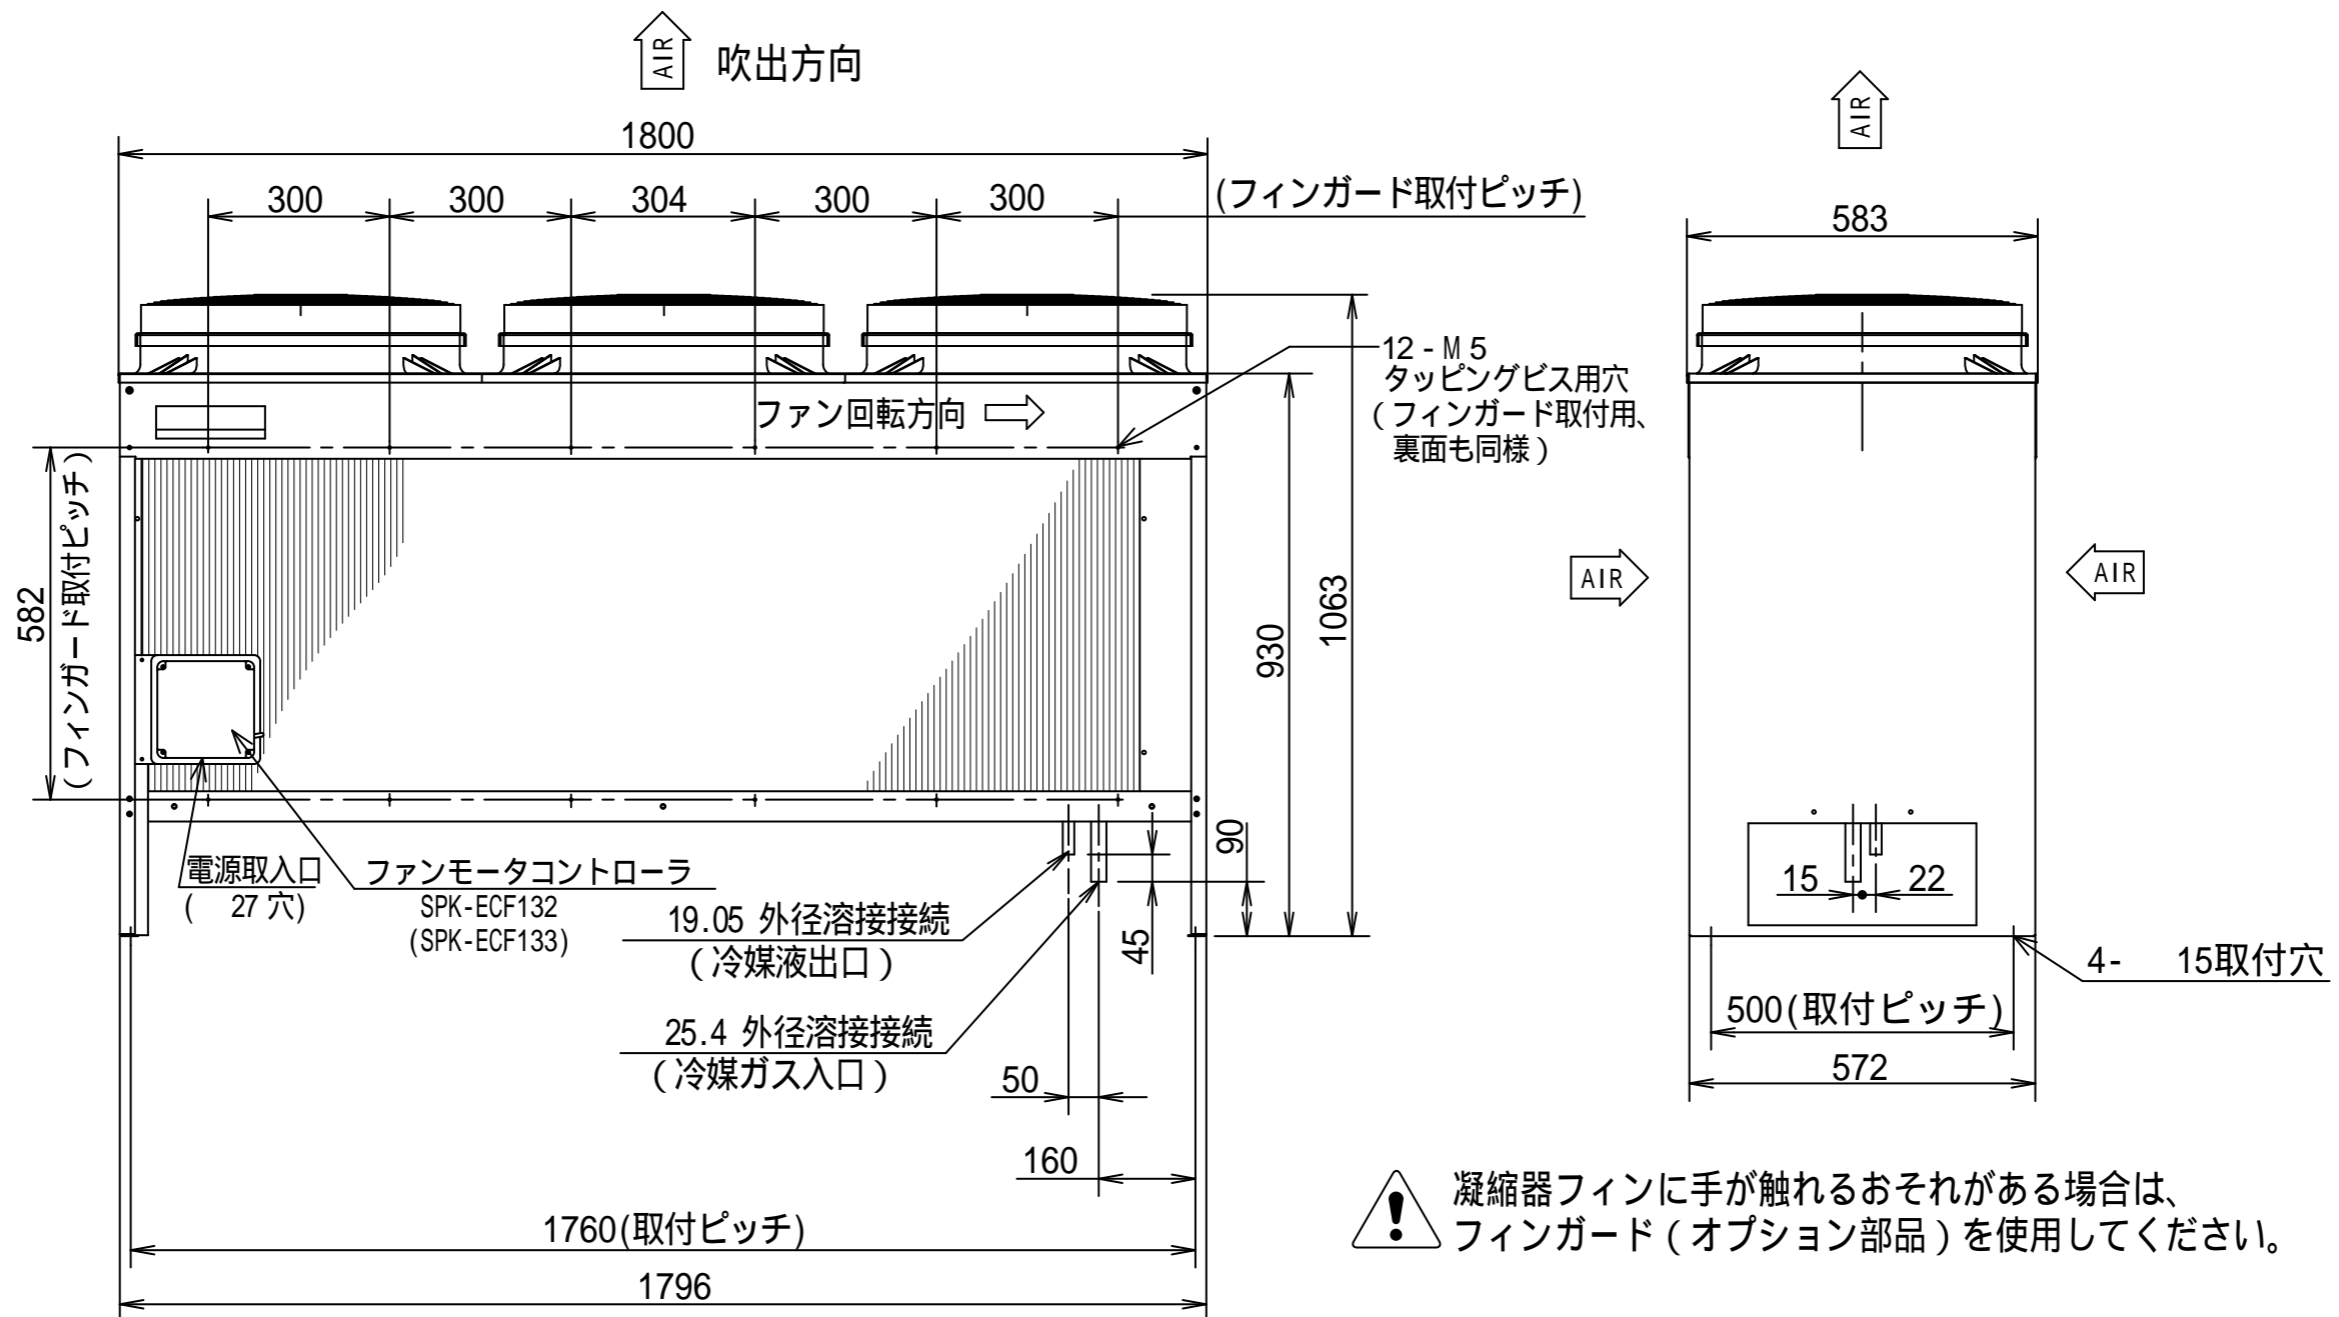 AIR
吹出方向
AIR
1800
300
300
304
300
300
(フィンガード取付ピッチ)
583
12-M5
タッピングビス用穴
(フィンガード取付用、
裏面も同様)
ファン回転方向
582
(フィンガード取付ピッチ)
AIR
AIR
930
1063
電源取入口
( 27 穴)
ファンモータコントローラ
SPK-ECF132
(SPK-ECF133)
19.05 外径溶接接続
(冷媒液出口)
25.4 外径溶接接続
(冷媒ガス入口)
90
45
50
160
1760(取付ピッチ)
1796
15
22
4- 15取付穴
500(取付ピッチ)
572
凝縮器フィンに手が触れるおそれがある場合は、
フィンガード(オプション部品)を使用してください。